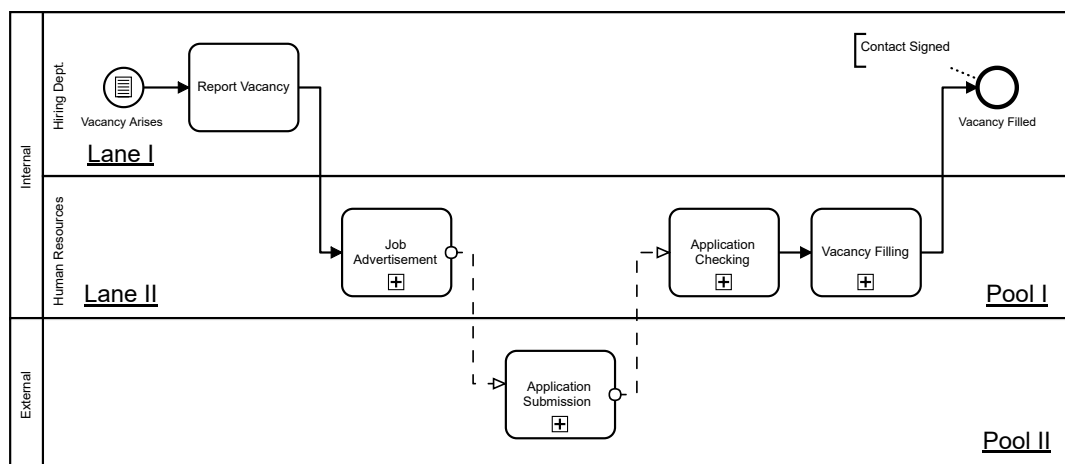 Internal
Hiring Dept.
Vacancy Arises
Report Vacancy
Contact Signed
Vacancy Filled
Lane I
Human Resources
Job
Advertisement
Application
Checking
Vacancy Filling
Lane II
Pool I
External
Application
Submission
Pool II